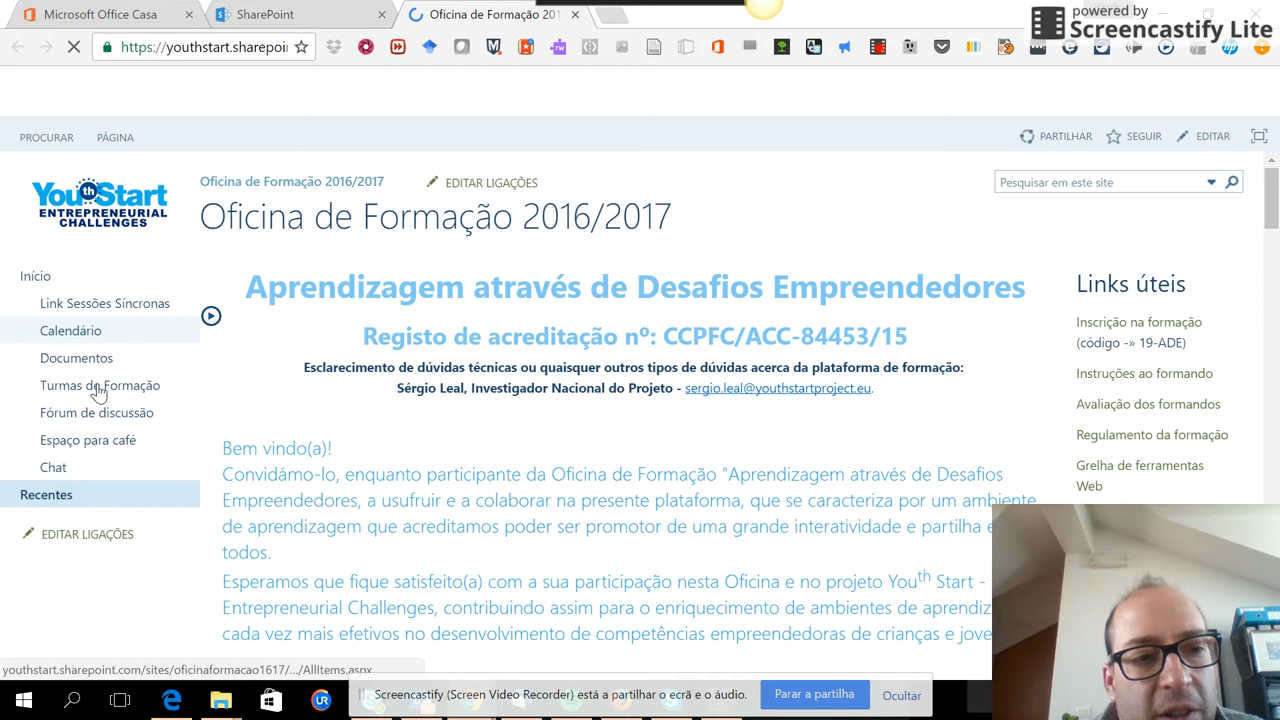 powered by
Screencastify Lite
Microsoft Office Casa
SharePoint
Oficina de Formação 201
https://youthstart.sharepoi
PROCURAR
PÁGINA
PARTILHAR
SEGUIR
EDITAR
YouthStart
ENTREPRENEURIAL
CHALLENGES
Oficina de Formação 2016/2017
EDITAR LIGAÇÕES
Pesquisar em este site
Oficina de Formação 2016/2017
Início
Link Sessões Síncronas
Calendário
Documentos
Turmas de Formação
Fórum de discussão
Espaço para café
Chat
Recentes
EDITAR LIGAÇÕES
Aprendizagem através de Desafios Empreendedores
Registo de acreditação nº: CCPFC/ACC-84453/15
Esclarecimento de dúvidas técnicas ou quaisquer outros tipos de dúvidas acerca da plataforma de formação:
Sérgio Leal, Investigador Nacional do Projeto - sergio.leal@youthstartproject.eu.
Bem vindo(a)!
Convidámo-lo, enquanto participante da Oficina de Formação "Aprendizagem através de Desafios
Empreendedores, a usufruir e a colaborar na presente plataforma, que se caracteriza por um ambiente
de aprendizagem que acreditamos poder ser promotor de uma grande interatividade e partilha e
todos.
Esperamos que fique satisfeito(a) com a sua participação nesta Oficina e no projeto Youth Start -
Entrepreneurial Challenges, contribuindo assim para o enriquecimento de ambientes de aprendiz
cada vez mais efetivos no desenvolvimento de competências empreendedoras de crianças e jove
Links úteis
Inscrição na formação
(código -» 19-ADE)
Instruções ao formando
Avaliação dos formandos
Regulamento da formação
Grelha de ferramentas
Web
youthstart.sharepoint.com/sites/oficinaformacao1617/.../AllItems.aspx
Screencastify (Screen Video Recorder) está a partilhar o ecrã e o áudio.
Parar a partilha
Ocultar